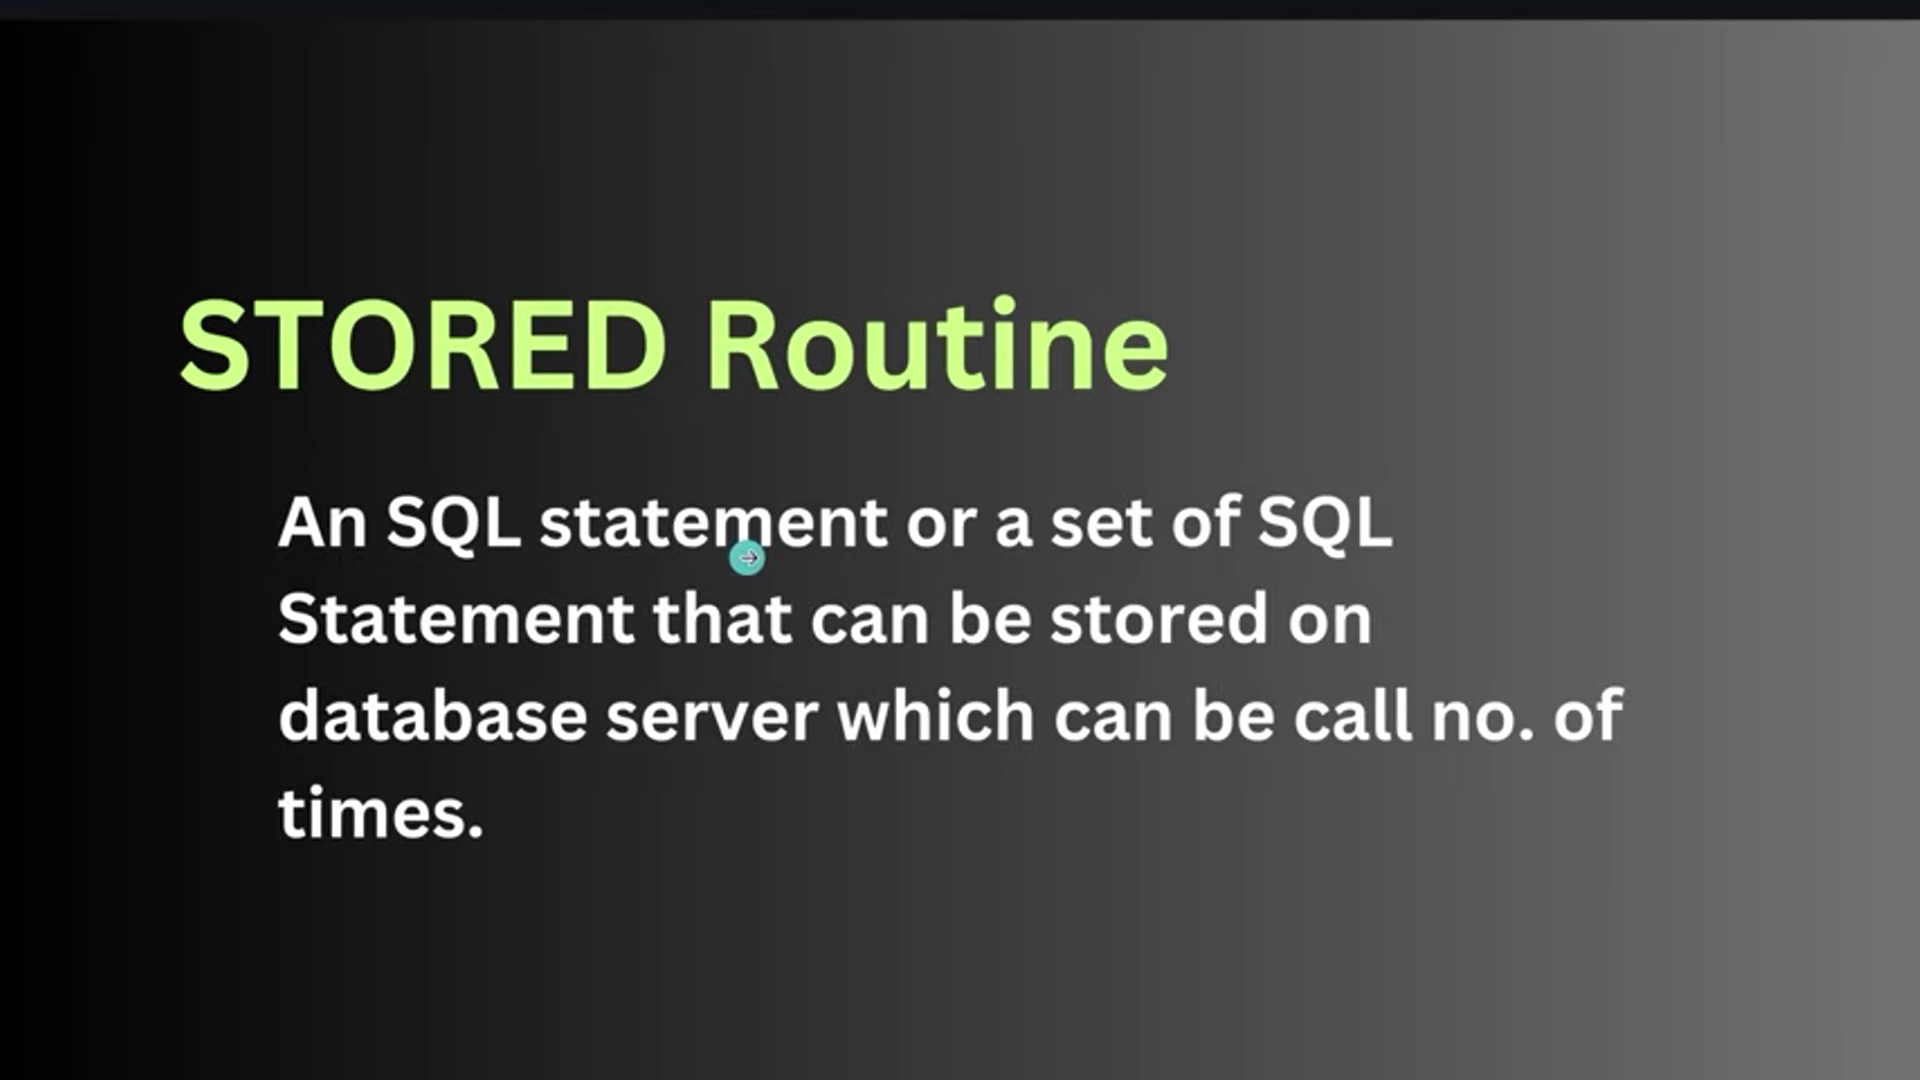 STORED Routine
An SQL statement or a set of SQL
Statement that can be stored on
database server which can be call no. of
times.